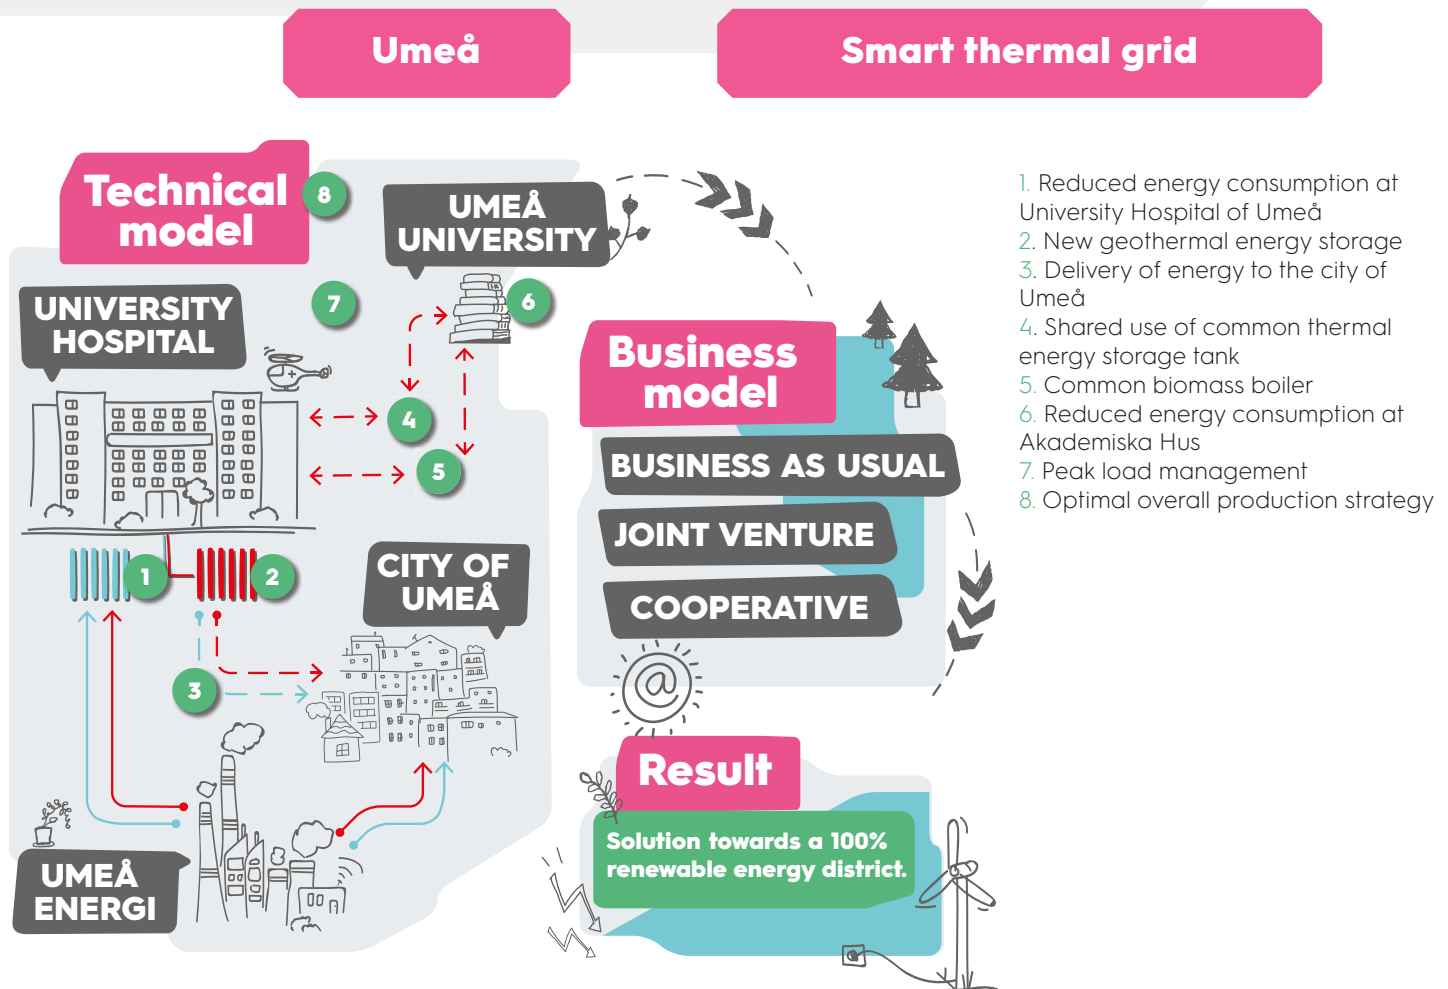 Umeå
Smart thermal grid
Technical
model
8
UMEÅ
UNIVERSITY
7
6
UNIVERSITY
HOSPITAL
4
5
1
2
CITY OF
UMEÅ
3
UMEÅ
ENERGI
Business
model
BUSINESS AS USUAL
JOINT VENTURE
COOPERATIVE
@
Result
Solution towards a 100%
renewable energy district.
1. Reduced energy consumption at
University Hospital of Umeå
2. New geothermal energy storage
3. Delivery of energy to the city of
Umeå
4. Shared use of common thermal
energy storage tank
5. Common biomass boiler
6. Reduced energy consumption at
Akademiska Hus
7. Peak load management
8. Optimal overall production strategy